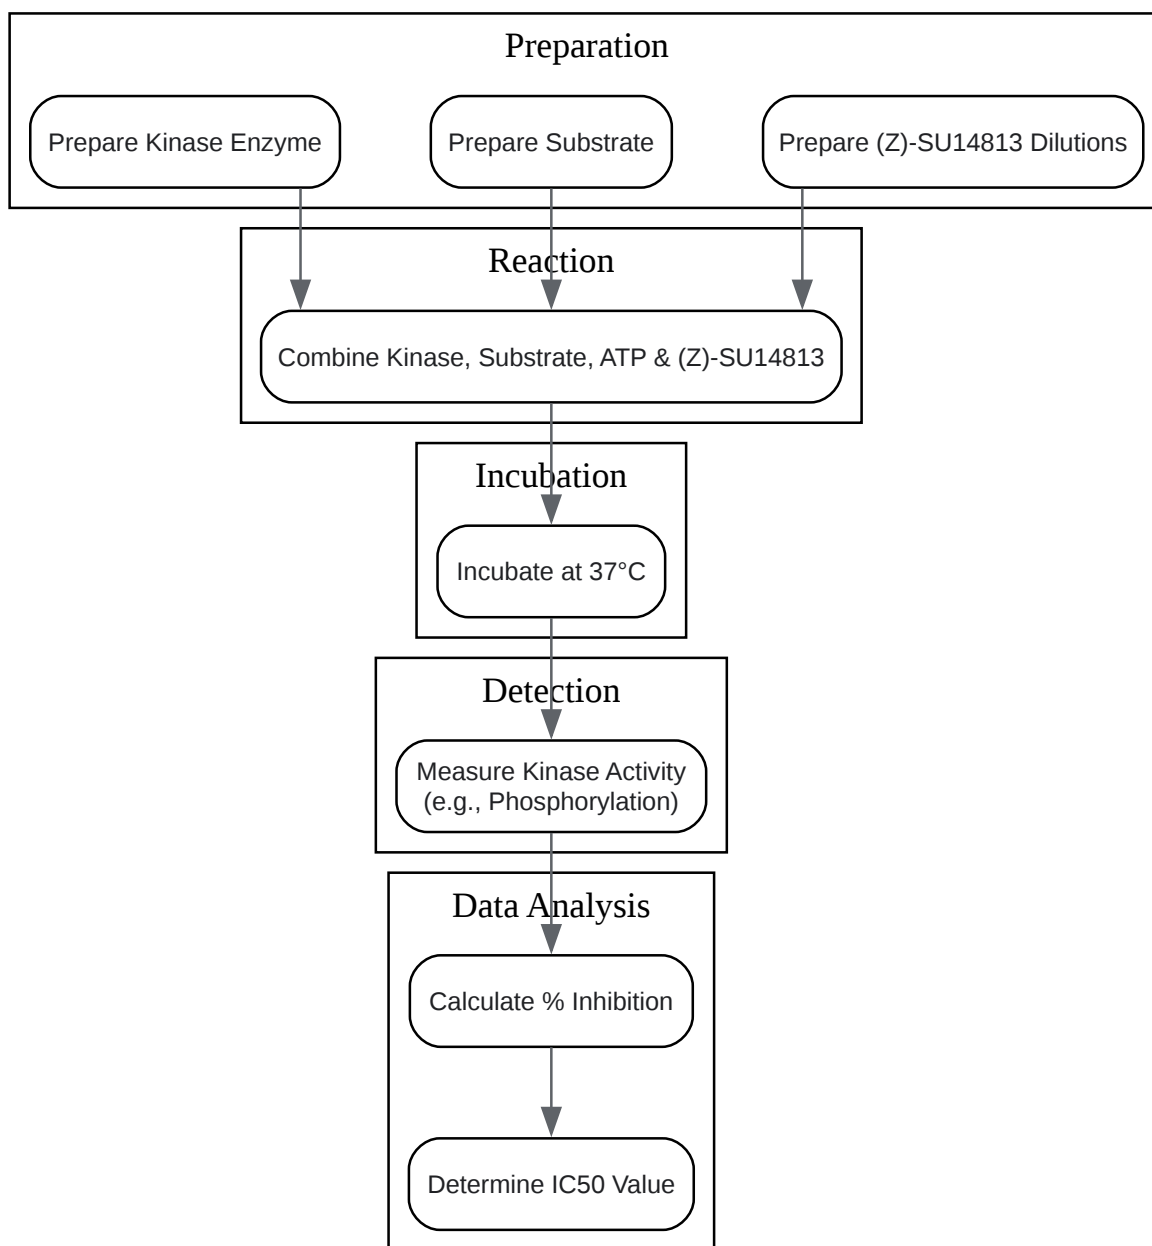 Preparation
Prepare Kinase Enzyme
Prepare Substrate
Prepare (Z)-SU14813 Dilutions
Reaction
Combine Kinase, Substrate, ATP & (Z)-SU14813
Incubation
Incubate at 37°C
Detection
Measure Kinase Activity
(e.g., Phosphorylation)
Data Analysis
Calculate % Inhibition
Determine IC50 Value